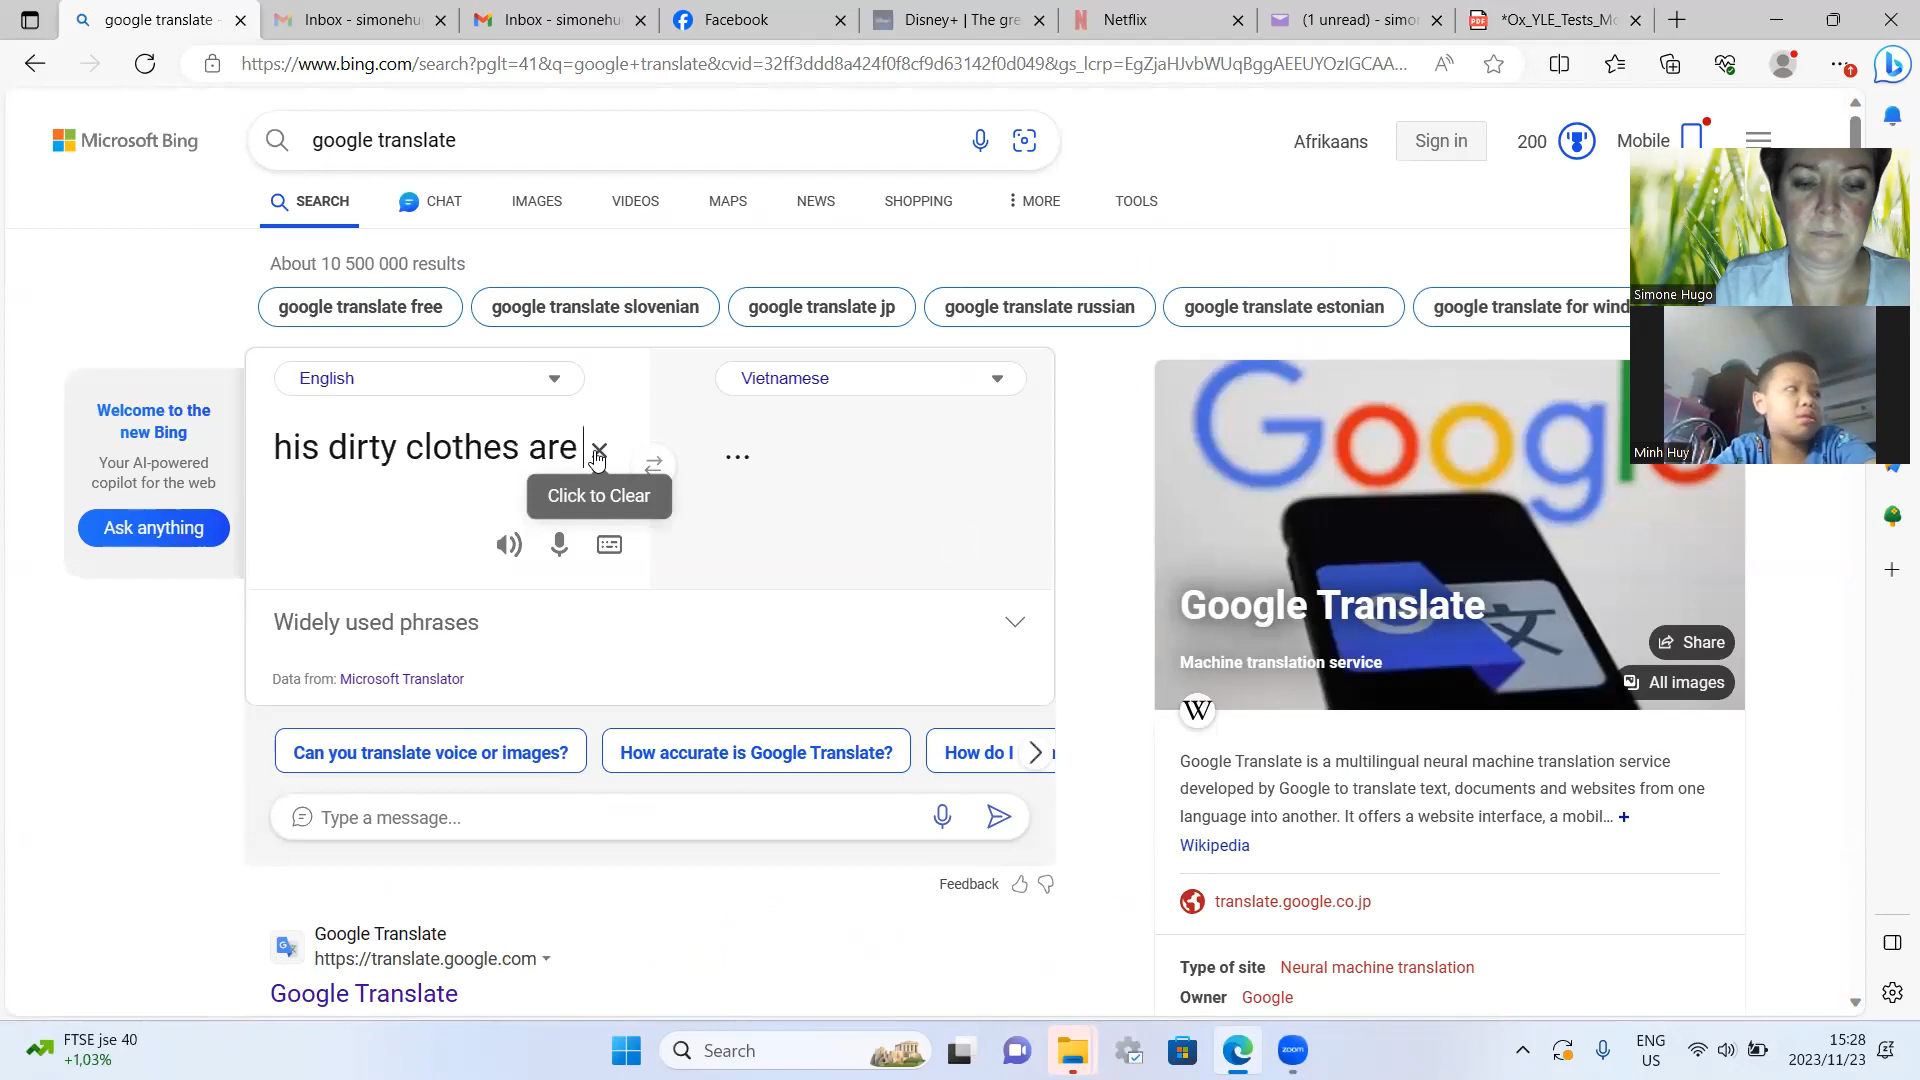 google translate -
Inbox - simonehu
Inbox - simonehu
Facebook
Disney+ | The gre
Netflix
(1 unread) - simo
*Ox_YLE_Tests_Mo
https://www.bing.com/search?pglt=41&q=google+translate&cvid=32ff3ddd8a424f0f8cf9d63142f0d049&gs_lcrp=EgZjaHJvbWUqBggAEEUYOzIGCAA...
Microsoft Bing
google translate
Afrikaans
Sign in
200
Mobile
SEARCH
CHAT
IMAGES
VIDEOS
MAPS
NEWS
SHOPPING
MORE
TOOLS
Simone Hugo
Minh Huy
About 10 500 000 results
google translate free
google translate slovenian
google translate jp
google translate russian
google translate estonian
google translate for wind
Welcome to the
new Bing
Your AI-powered
copilot for the web
Ask anything
English
Vietnamese
his dirty clothes are
...
Click to Clear
Widely used phrases
Data from: Microsoft Translator
Can you translate voice or images?
How accurate is Google Translate?
How do I
Type a message...
Feedback
Google Translate
https://translate.google.com
Google Translate
Google
Google Translate
Machine translation service
Share
All images
W
Google Translate is a multilingual neural machine translation service
developed by Google to translate text, documents and websites from one
language into another. It offers a website interface, a mobil... +
Wikipedia
translate.google.co.jp
Type of site Neural machine translation
Owner Google
FTSE jse 40
+1,03%
Search
zoom
ENG
US
15:28
2023/11/23